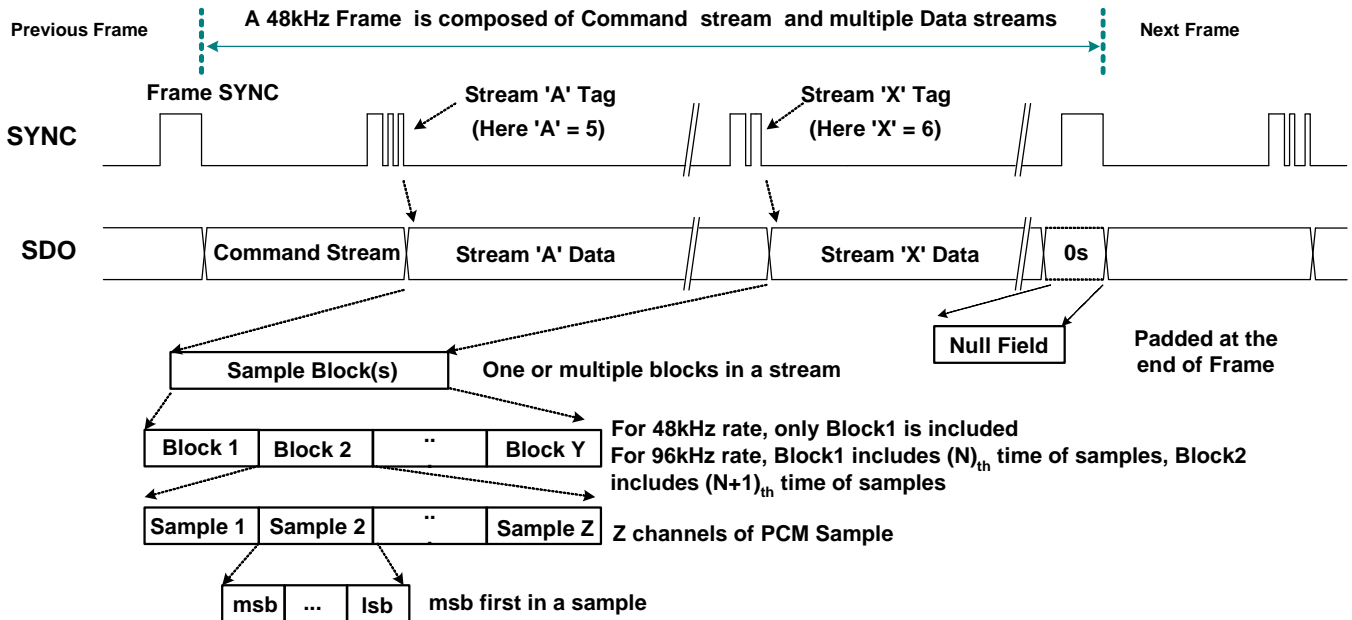 A 48kHz Frame is composed of Command stream and multiple Data streams
Previous Frame
Next Frame
Frame SYNC
Stream 'A' Tag
(Here 'A' = 5)
Stream 'X' Tag
(Here 'X' = 6)
SYNC
SDO
Command Stream
Stream 'A' Data
Stream 'X' Data
0s
Null Field
Padded at the
end of Frame
Sample Block(s)
One or multiple blocks in a stream
Block 1
Block 2
..
.
Block Y
For 48kHz rate, only Block1 is included
For 96kHz rate, Block1 includes (N)th time of samples, Block2
includes (N+1)th time of samples
Sample 1
Sample 2
..
.
Sample Z
Z channels of PCM Sample
msb
...
lsb
msb first in a sample